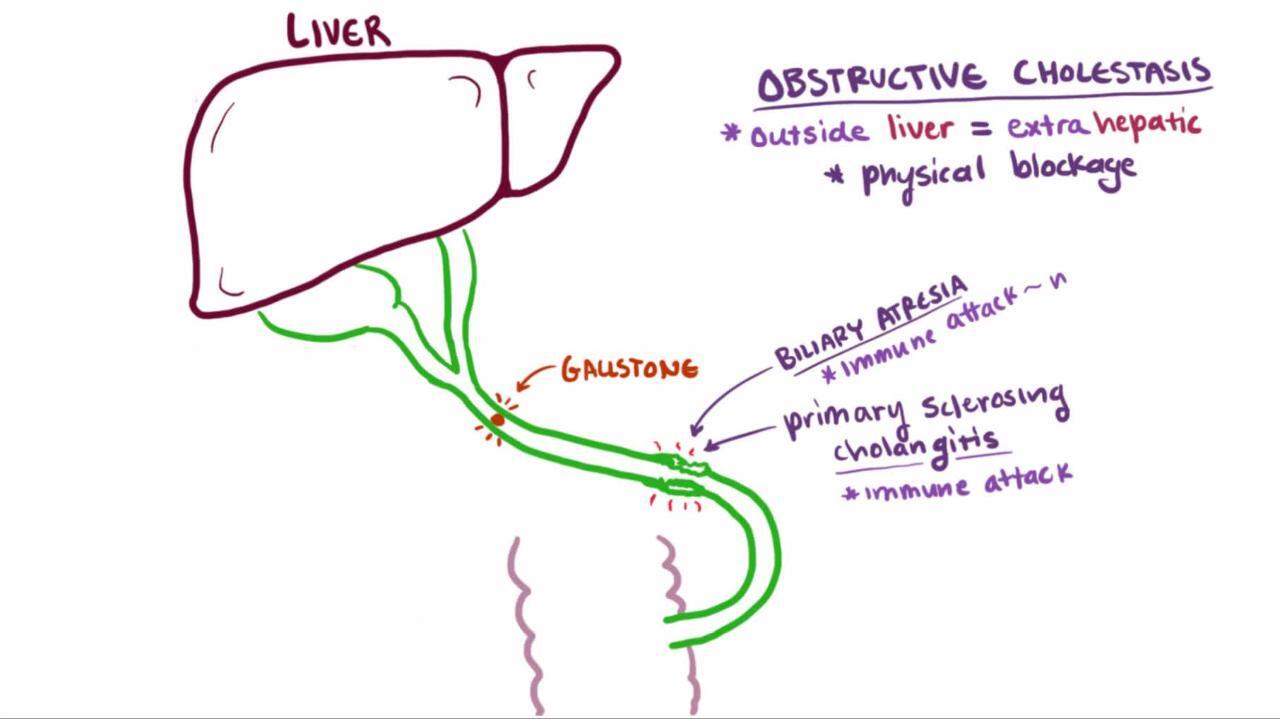 LIVER
OBSTRUCTIVE CHOLESTASIS
* outside liver = extrahepatic
* physical blockage
GALLSTONE
BILIARY ATRESIA
* immune attack ~ n
primary sclerosing
cholangitis
* immune attack